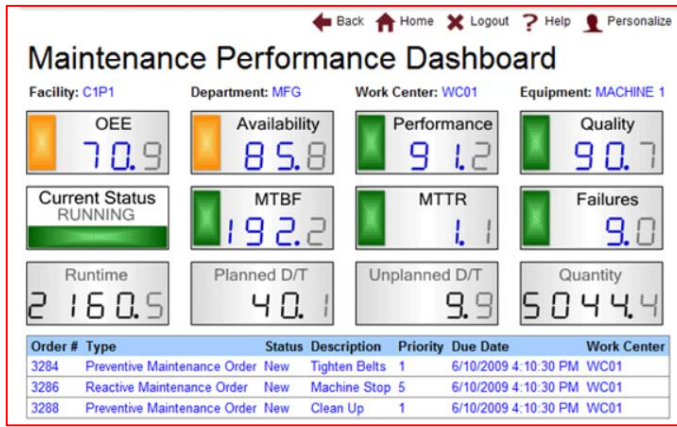 Back Home Logout Help Personalize
Maintenance Performance Dashboard
Facility: C1P1 Department: MFG Work Center: WC01 Equipment: MACHINE 1
OEE Availability Performance Quality
70.9 85.8 91.2 90.7
Current Status MTBF MTTR Failures
RUNNING 192.2 1.1 9.0
Runtime Planned D/T Unplanned D/T Quantity
2160.5 40.1 9.9 5044.4
Order # Type Status Description Priority Due Date Work Center
3284 Preventive Maintenance Order New Tighten Belts 1 6/10/2009 4:10:30 PM WC01
3286 Reactive Maintenance Order New Machine Stop 5 6/10/2009 4:10:30 PM WC01
3288 Preventive Maintenance Order New Clean Up 1 6/10/2009 4:10:30 PM WC01